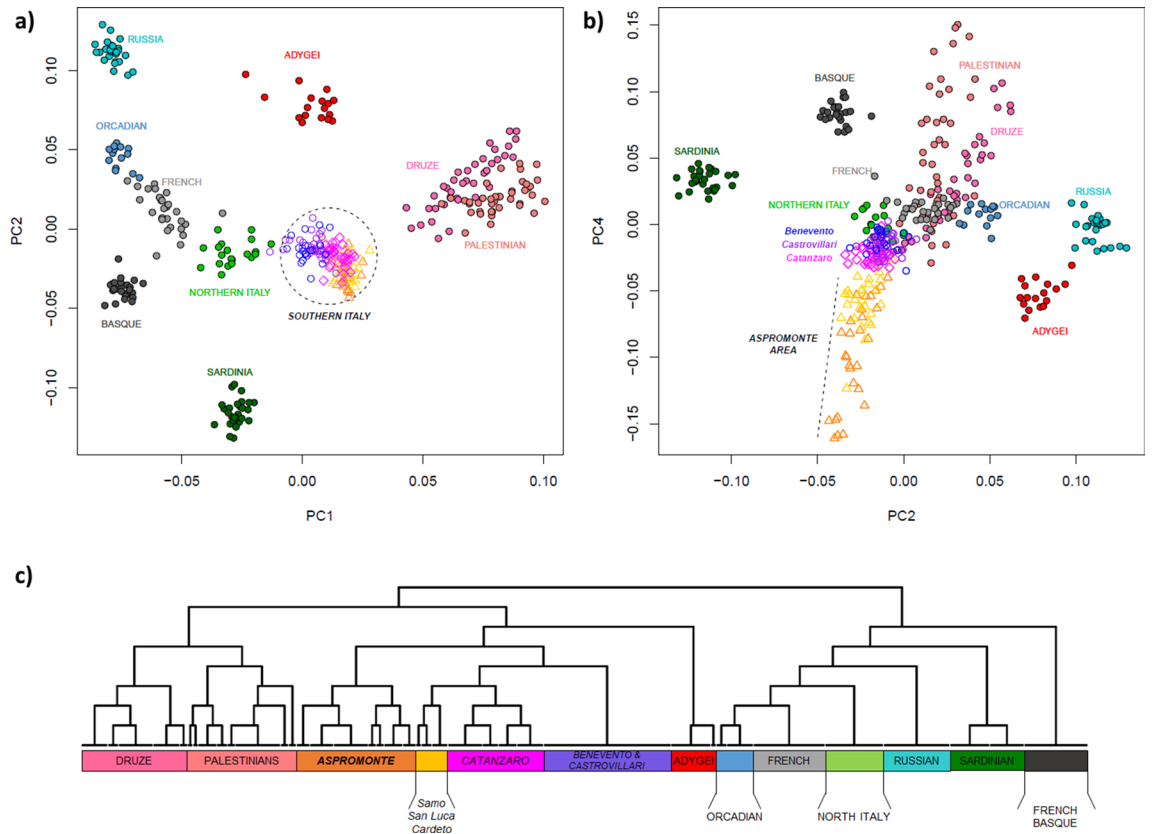 a)
RUSSIA
ADYGEI
ORCADIAN
FRENCH
DRUZE
PALESTINIAN
NORTHERN ITALY
BASQUE
SOUTHERN ITALY
SARDINIA
PC2
0.10
0.05
0.00
−0.05
−0.10
−0.05
0.00
0.05
0.10
PC1
b)
PALESTINIAN
BASQUE
DRUZE
SARDINIA
FRENCH
RUSSIA
NORTHERN ITALY
ORCADIAN
Benevento
Castrovillari
Catanzaro
ADYGEI
ASPROMONTE
AREA
PC4
0.15
0.10
0.05
0.00
−0.05
−0.10
−0.15
−0.10
−0.05
0.00
0.05
0.10
PC2
c)
DRUZE
PALESTINIANS
ASPROMONTE
CATANZARO
BENEVENTO &
CASTROVILLARI
ADYGEI
FRENCH
RUSSIAN
SARDINIAN
Samo
San Luca
Cardeto
ORCADIAN
NORTH ITALY
FRENCH
BASQUE